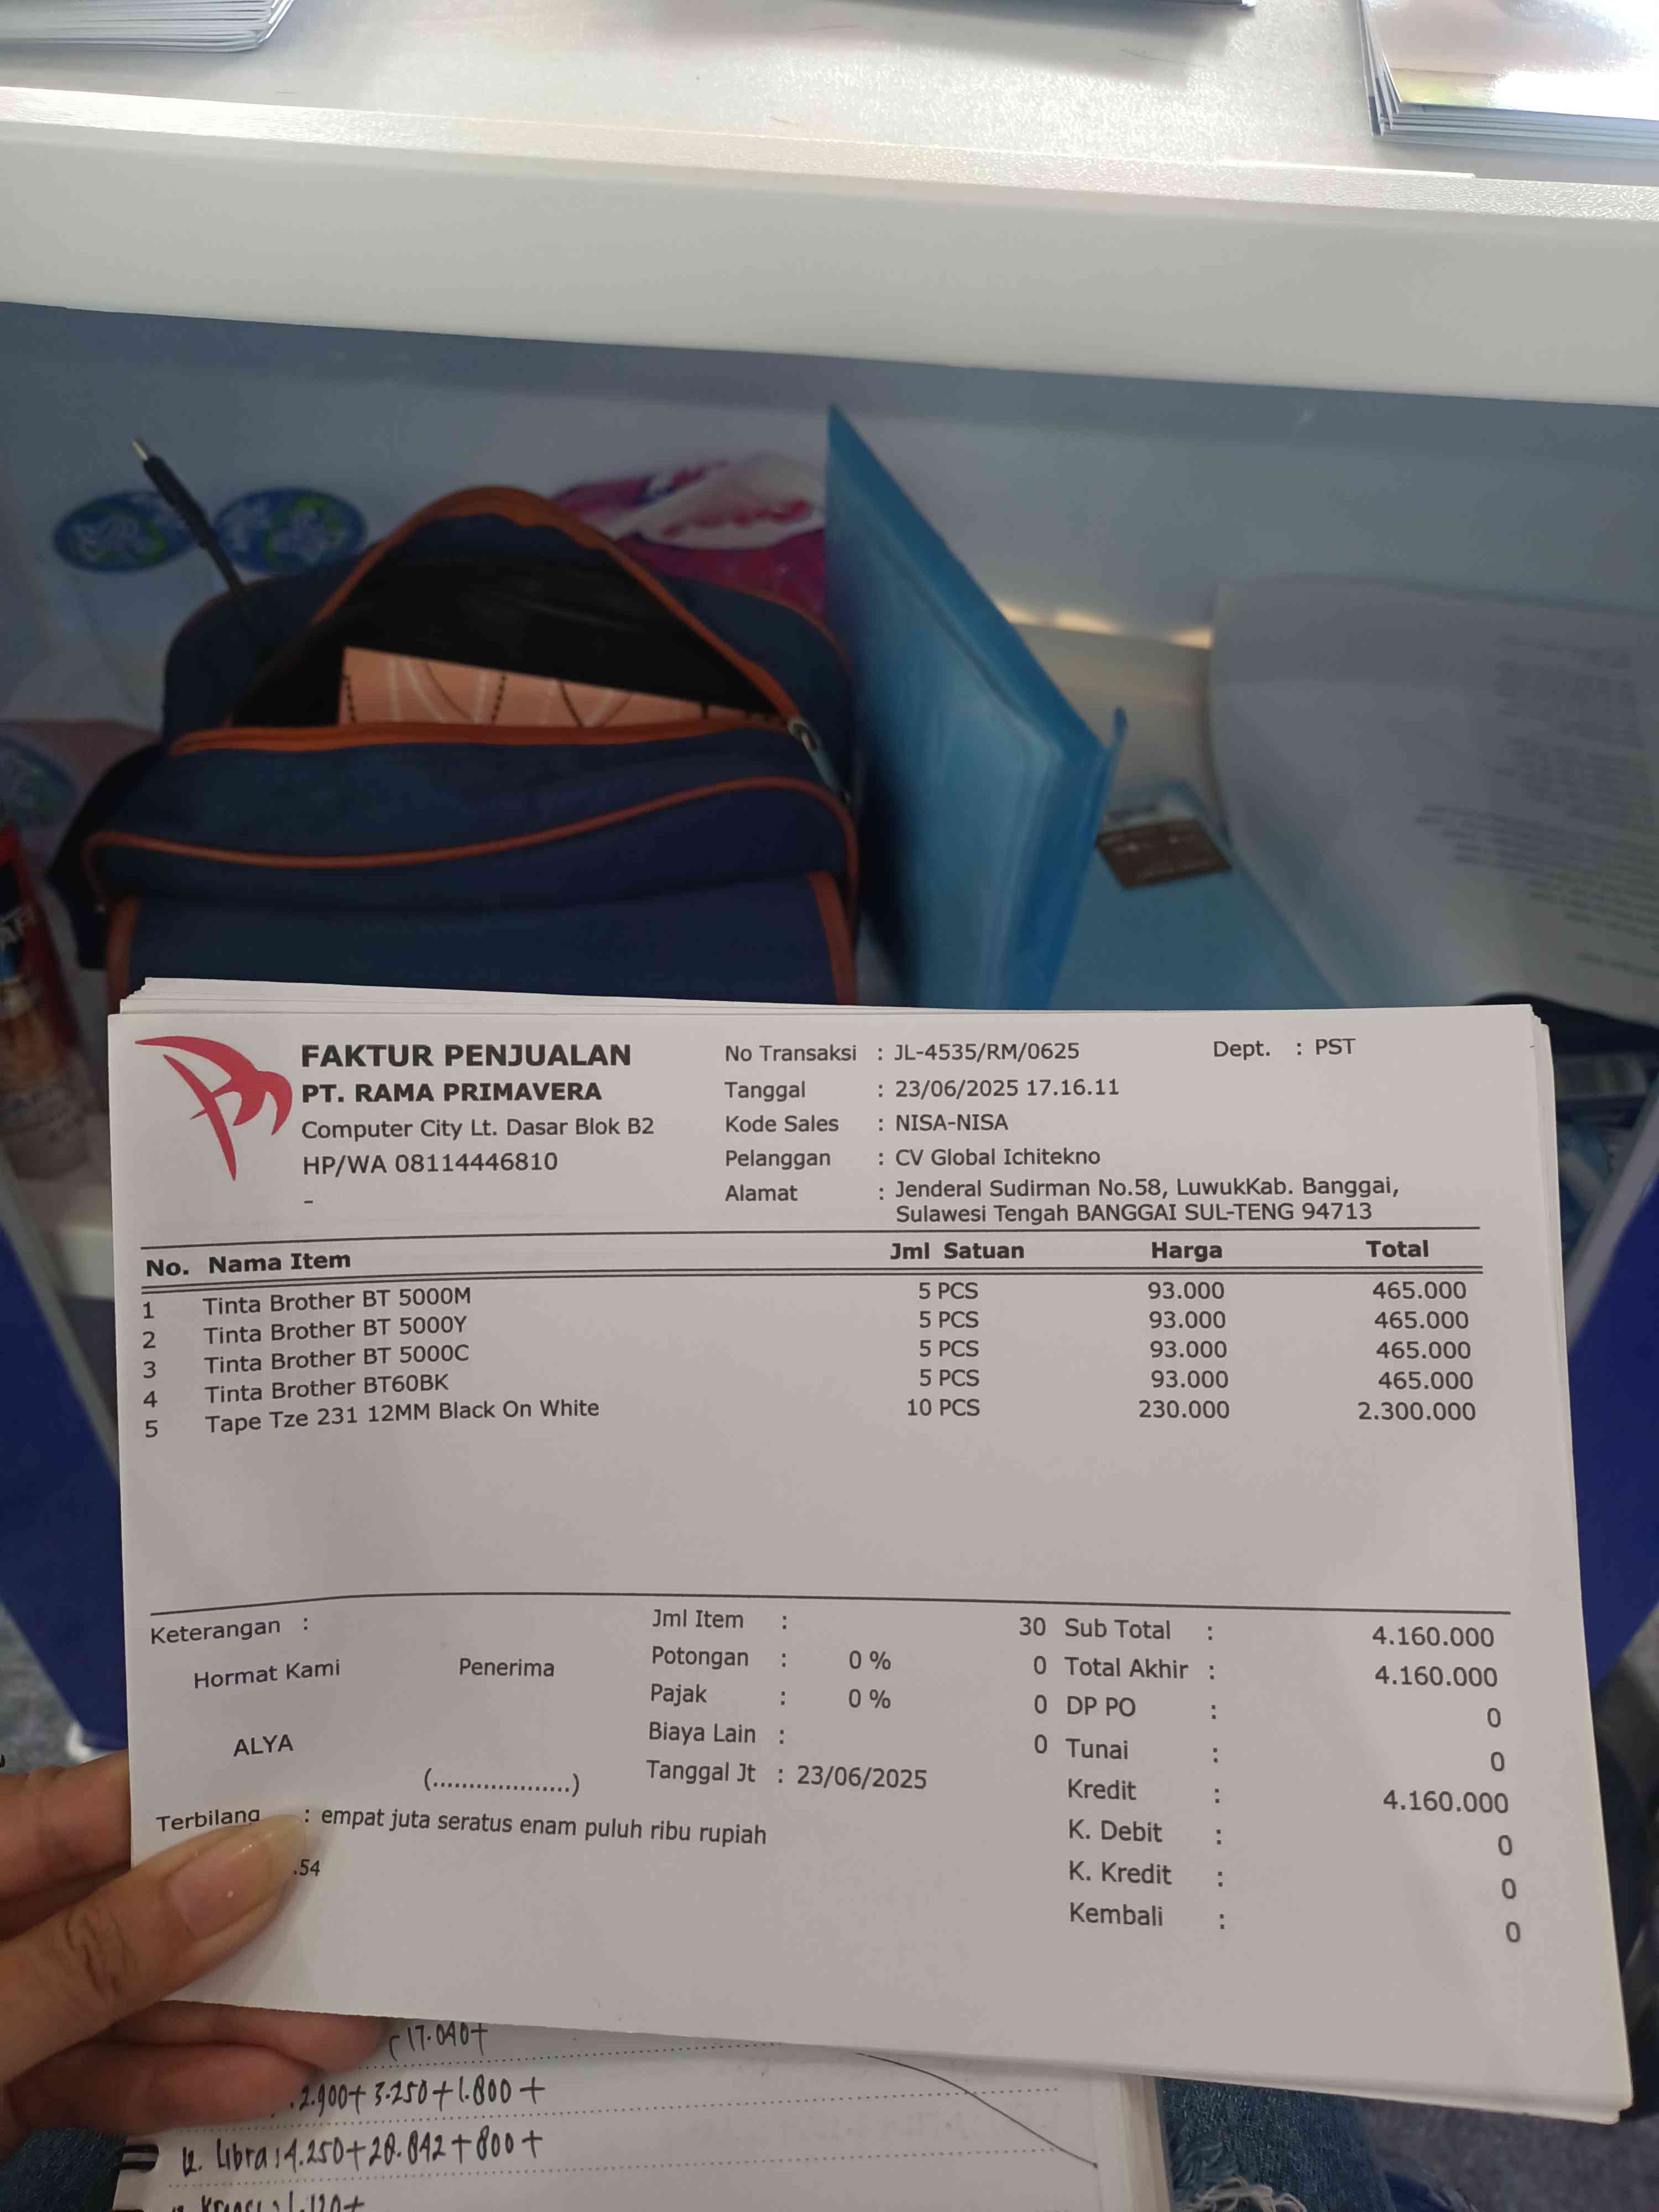 FAKTUR PENJUALAN
PT. RAMA PRIMAVERA
Computer City Lt. Dasar Blok B2
HP/WA 08114446810
-
No Transaksi : JL-4535/RM/0625
Dept. : PST
Tanggal : 23/06/2025 17.16.11
Kode Sales : NISA-NISA
Pelanggan : CV Global Ichitekno
Alamat : Jenderal Sudirman No.58, LuwukKab. Banggai,
Sulawesi Tengah BANGGAI SUL-TENG 94713
No. Nama Item Jml Satuan Harga Total
1 Tinta Brother BT 5000M 5 PCS 93.000 465.000
2 Tinta Brother BT 5000Y 5 PCS 93.000 465.000
3 Tinta Brother BT 5000C 5 PCS 93.000 465.000
4 Tinta Brother BT60BK 5 PCS 93.000 465.000
5 Tape Tze 231 12MM Black On White 10 PCS 230.000 2.300.000
Keterangan :
Hormat Kami Penerima
ALYA
(...................)
Jml Item : 30
Potongan : 0 % 0
Pajak : 0 % 0
Biaya Lain : 0
Tanggal Jt : 23/06/2025
Sub Total : 4.160.000
Total Akhir : 4.160.000
DP PO : 0
Tunai : 0
Kredit : 4.160.000
K. Debit : 0
K. Kredit : 0
Kembali : 0
Terbilang : empat juta seratus enam puluh ribu rupiah
.54
17.040+
2.900+ 3.250+1.800+
12. Libra : 4.250+28.842+800+